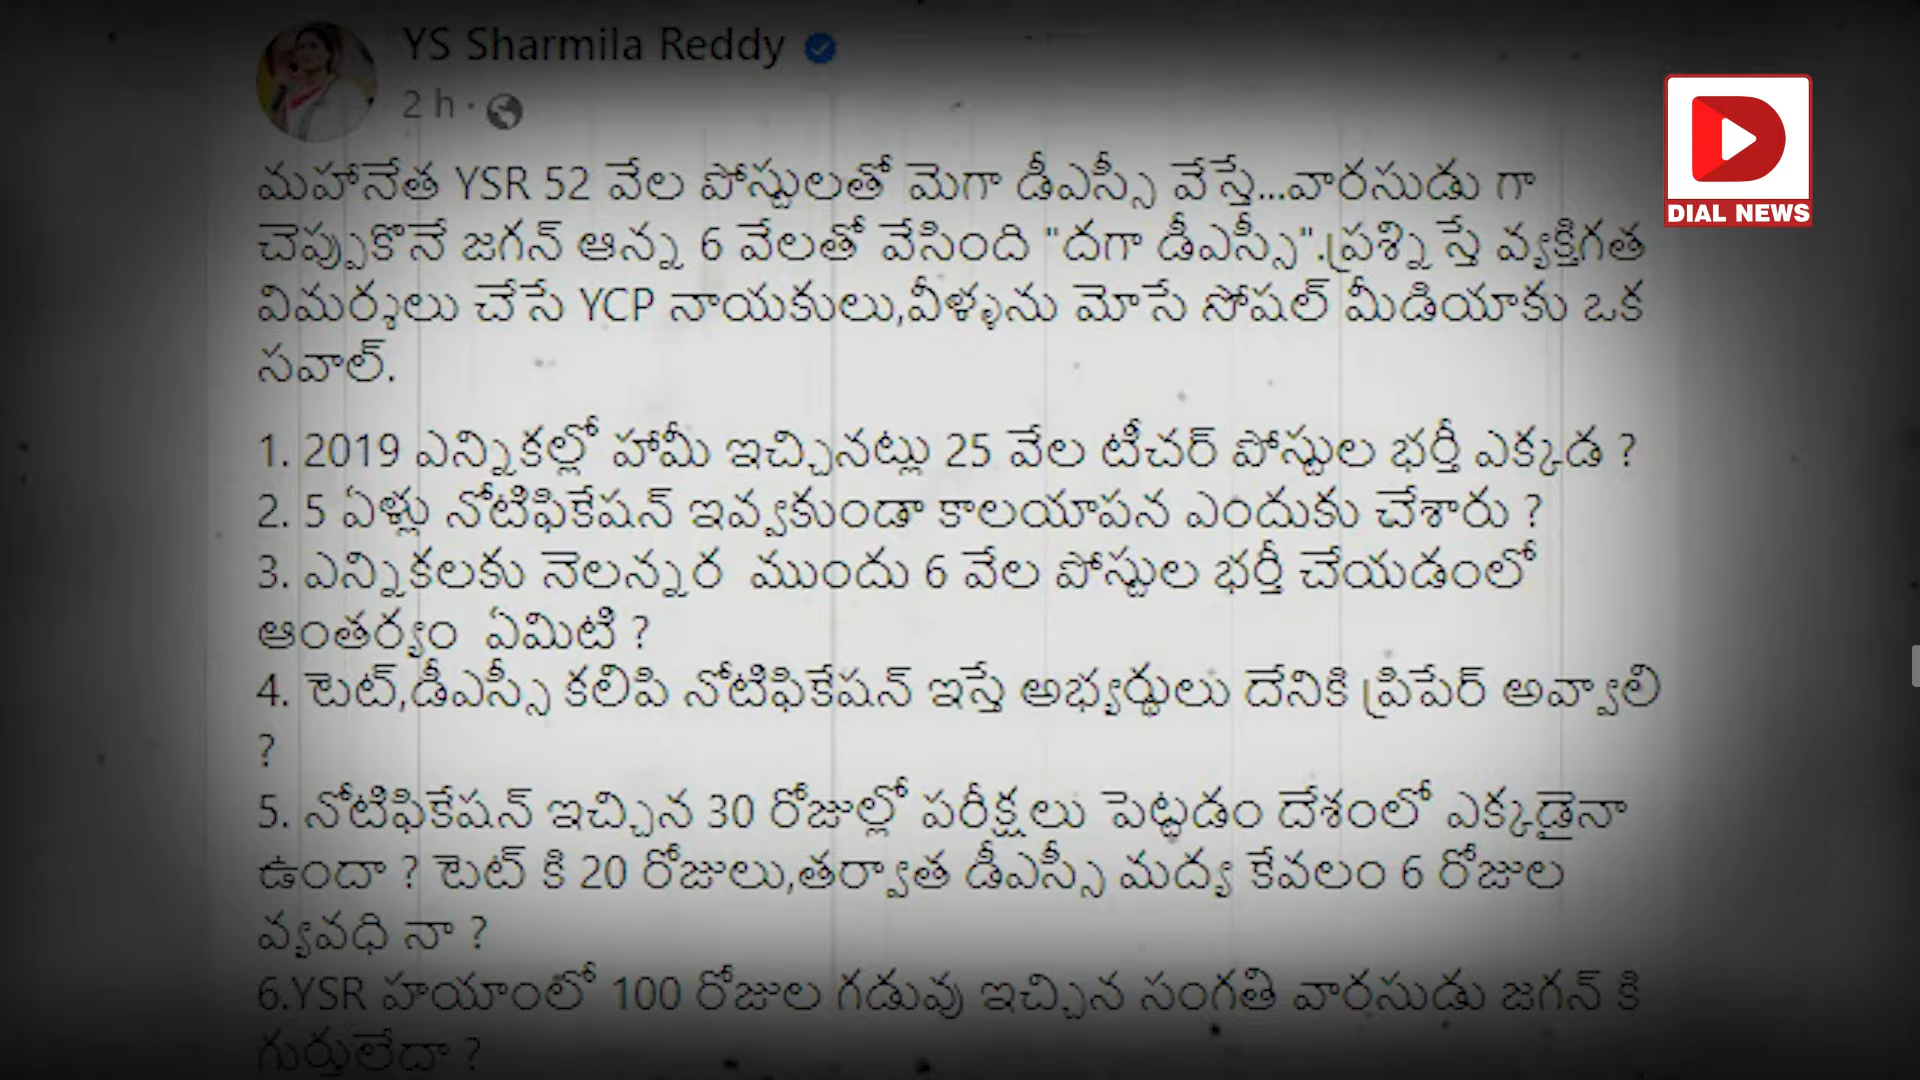 YS Sharmila Reddy
2 h ·
DIAL NEWS
మహానేత YSR 52 వేల పోస్టులతో మెగా డీఎస్సీ వేస్తే...వారసుడు గా
చెప్పుకొనే జగన్ ఆన్న 6 వేలతో వేసింది "దగా డీఎస్సీ".ప్రశ్ని స్తే వ్యక్తిగత
విమర్శలు చేసే YCP నాయకులు,వీళ్ళను మోసే సోషల్ మీడియాకు ఒక
సవాల్.
1. 2019 ఎన్నికల్లో హామీ ఇచ్చినట్లు 25 వేల టీచర్ పోస్టుల భర్తీ ఎక్కడ ?
2. 5 ఏళ్లు నోటిఫికేషన్ ఇవ్వకుండా కాలయాపన ఎందుకు చేశారు ?
3. ఎన్నికలకు నెలన్నర ముందు 6 వేల పోస్టుల భర్తీ చేయడంలో
ఆంతర్యం ఏమిటి ?
4. టెట్,డీఎస్సీ కలిపి నోటిఫికేషన్ ఇస్తే అభ్యర్థులు దేనికి ప్రిపేర్ అవ్వాలి
?
5. నోటిఫికేషన్ ఇచ్చిన 30 రోజుల్లో పరీక్షలు పెట్టడం దేశంలో ఎక్కడైనా
ఉందా ? టెట్ కి 20 రోజులు,తర్వాత డీఎస్సీ మద్య కేవలం 6 రోజుల
వ్యవధి నా ?
6.YSR హయాంలో 100 రోజుల గడువు ఇచ్చిన సంగతి వారసుడు జగన్ కి
గుర్తులేదా ?